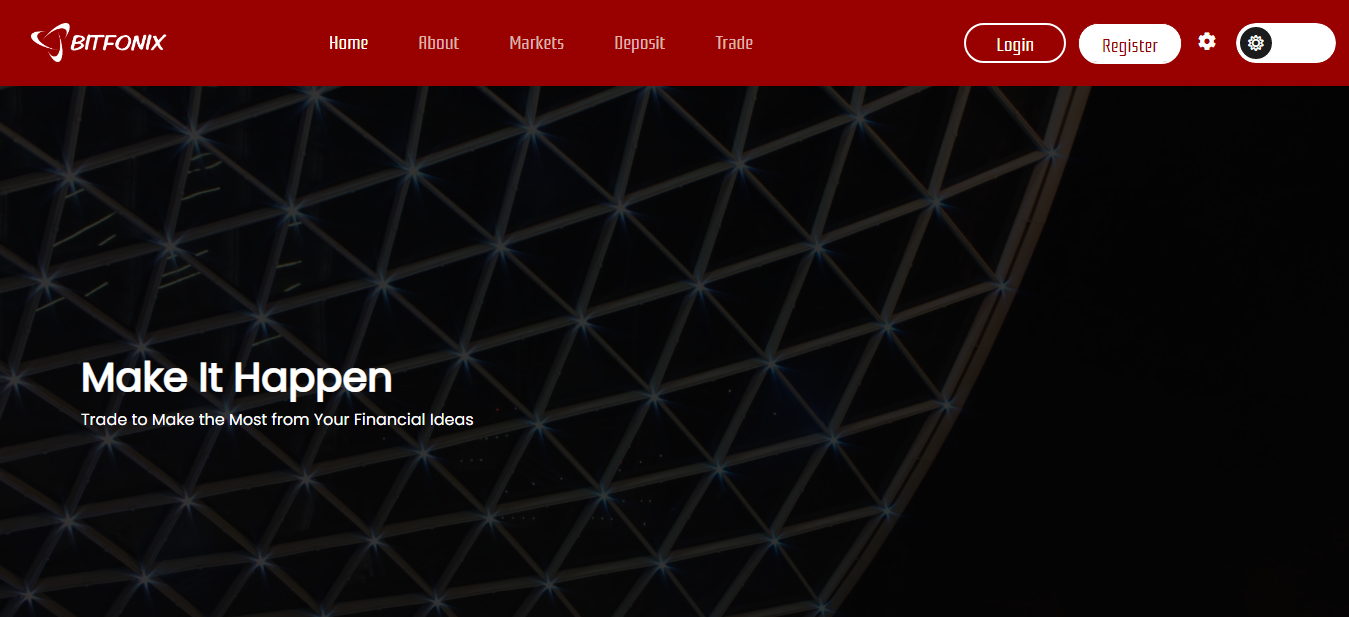 BITFONIX
Home
About
Markets
Deposit
Trade
Login
Register
Make It Happen
Trade to Make the Most from Your Financial Ideas